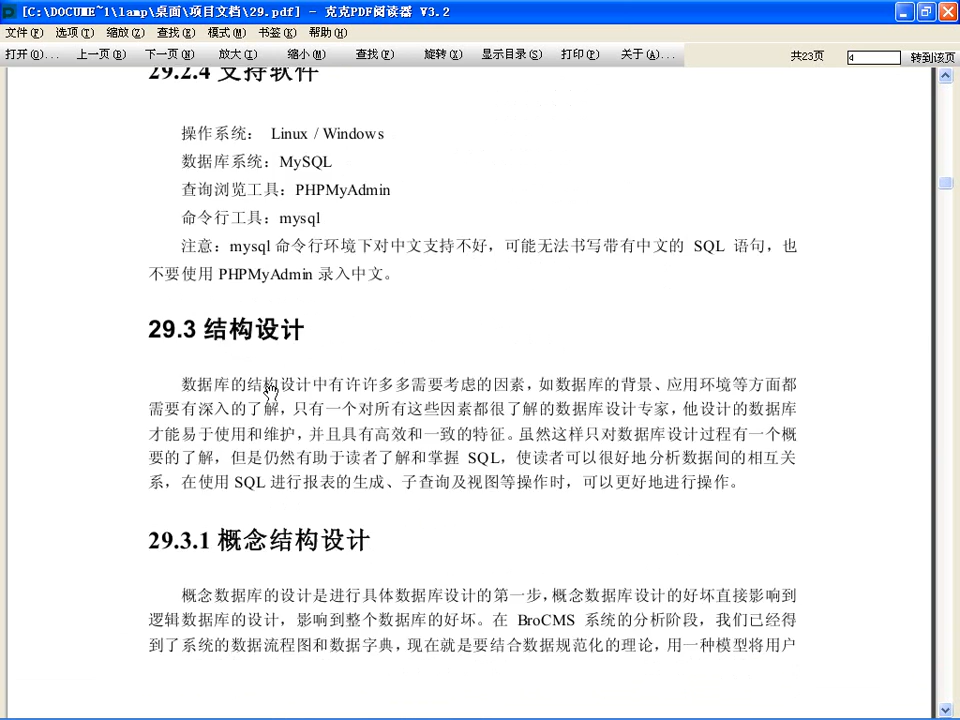 [C:\DOCUME~1\lamp\桌面\项目文档\29.pdf] - 克克PDF阅读器 V3.2
文件(F) 选项(T) 缩放(Z) 查找(E) 模式(M) 书签(K) 帮助(H)
打开(O)... 上一页(B) 下一页(N) 放大(I) 缩小(M) 查找(F) 旋转(X) 显示目录(S) 打印(P) 关于(A)... 共23页 4 转到该页
29.2.4 支持软件
操作系统： Linux / Windows
数据库系统：MySQL
查询浏览工具：PHPMyAdmin
命令行工具：mysql
注意：mysql 命令行环境下对中文支持不好，可能无法书写带有中文的 SQL 语句，也
不要使用 PHPMyAdmin 录入中文。
29.3 结构设计
数据库的结构设计中有许许多多需要考虑的因素，如数据库的背景、应用环境等方面都
需要有深入的了解，只有一个对所有这些因素都很了解的数据库设计专家，他设计的数据库
才能易于使用和维护，并且具有高效和一致的特征。虽然这样只对数据库设计过程有一个概
要的了解，但是仍然有助于读者了解和掌握 SQL，使读者可以很好地分析数据间的相互关
系，在使用 SQL 进行报表的生成、子查询及视图等操作时，可以更好地进行操作。
29.3.1 概念结构设计
概念数据库的设计是进行具体数据库设计的第一步，概念数据库设计的好坏直接影响到
逻辑数据库的设计，影响到整个数据库的好坏。在 BroCMS 系统的分析阶段，我们已经得
到了系统的数据流程图和数据字典，现在就是要结合数据规范化的理论，用一种模型将用户